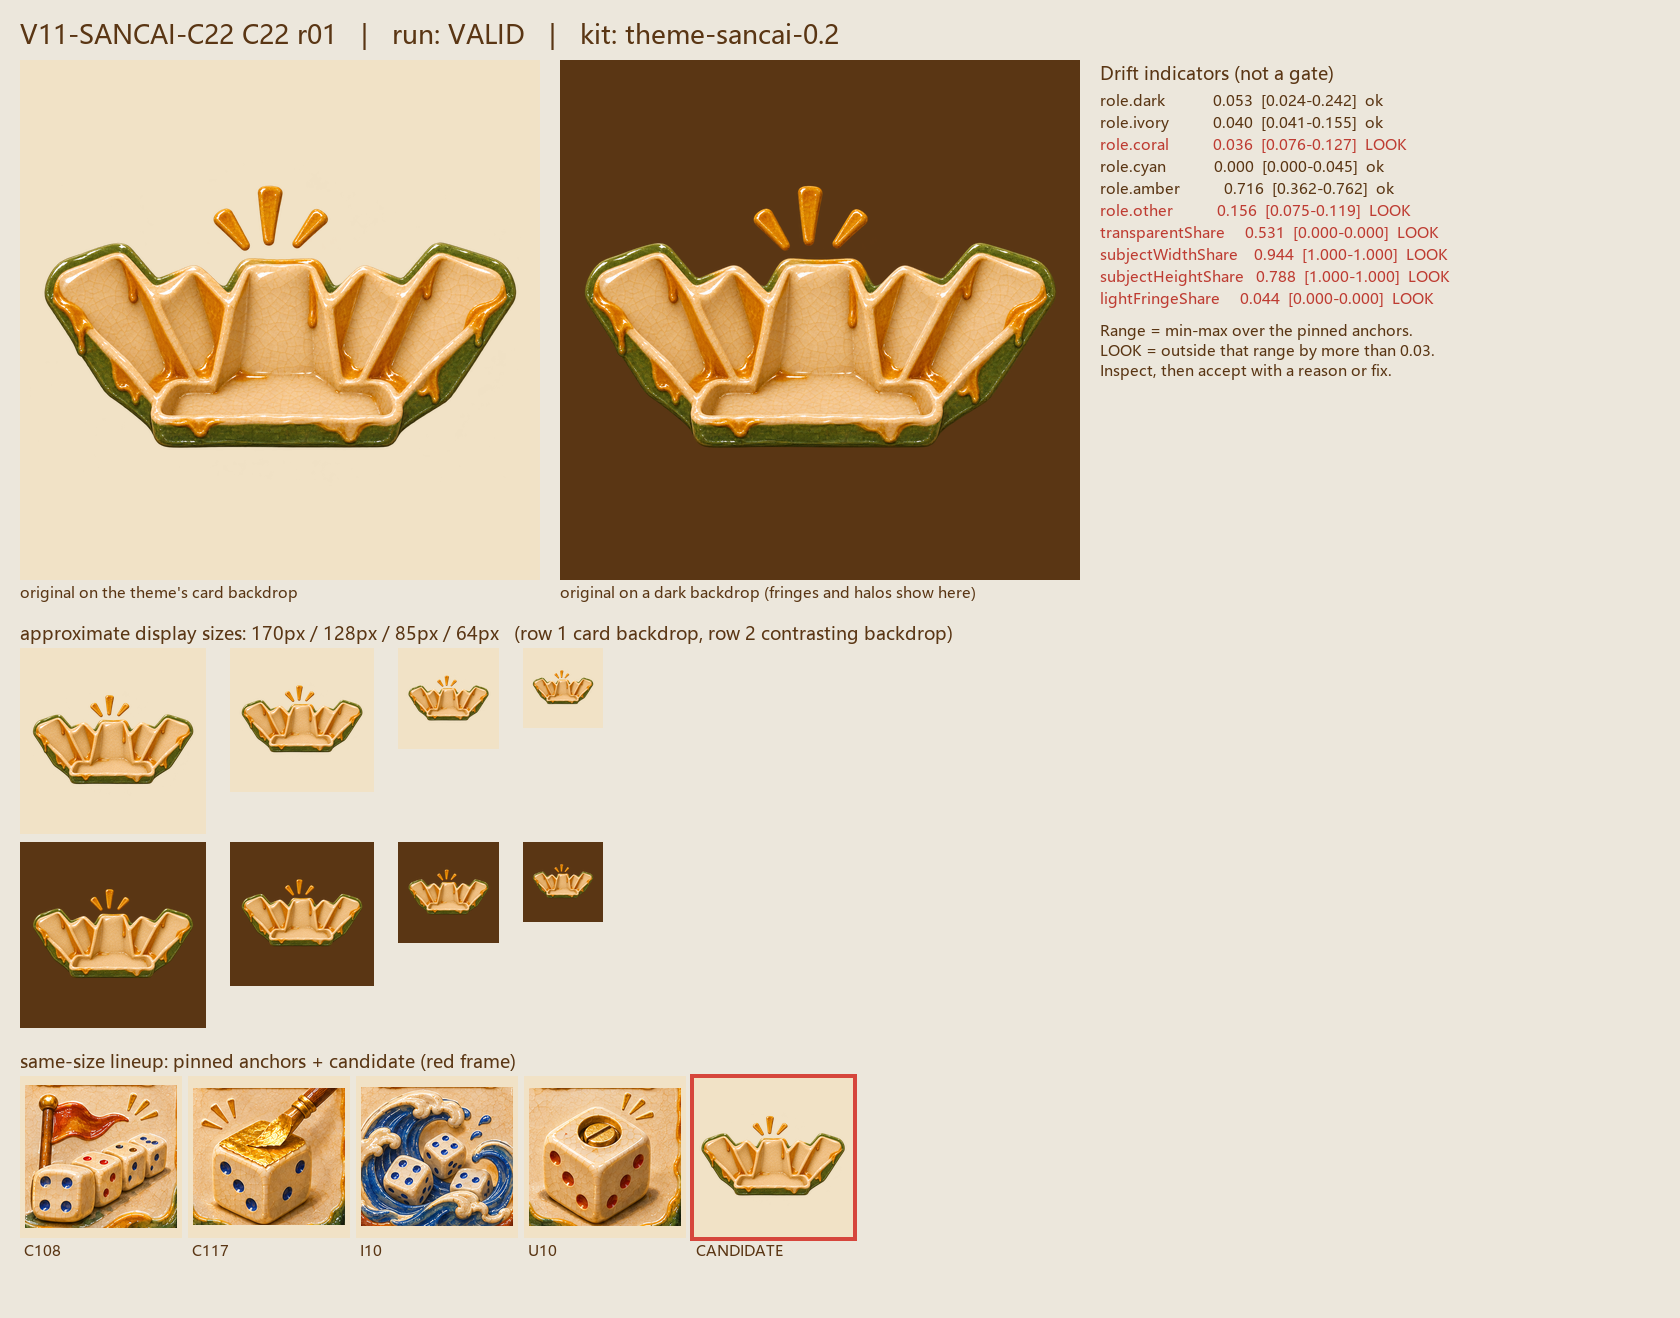 V11-SANCAI-C22 C22 r01 | run: VALID | kit: theme-sancai-0.2
Drift indicators (not a gate)
role.dark 0.053 [0.024-0.242] ok
role.ivory 0.040 [0.041-0.155] ok
role.coral 0.036 [0.076-0.127] LOOK
role.cyan 0.000 [0.000-0.045] ok
role.amber 0.716 [0.362-0.762] ok
role.other 0.156 [0.075-0.119] LOOK
transparentShare 0.531 [0.000-0.000] LOOK
subjectWidthShare 0.944 [1.000-1.000] LOOK
subjectHeightShare 0.788 [1.000-1.000] LOOK
lightFringeShare 0.044 [0.000-0.000] LOOK
Range = min-max over the pinned anchors.
LOOK = outside that range by more than 0.03.
Inspect, then accept with a reason or fix.
original on the theme's card backdrop
original on a dark backdrop (fringes and halos show here)
approximate display sizes: 170px / 128px / 85px / 64px (row 1 card backdrop, row 2 contrasting backdrop)
same-size lineup: pinned anchors + candidate (red frame)
C108
C117
I10
U10
CANDIDATE